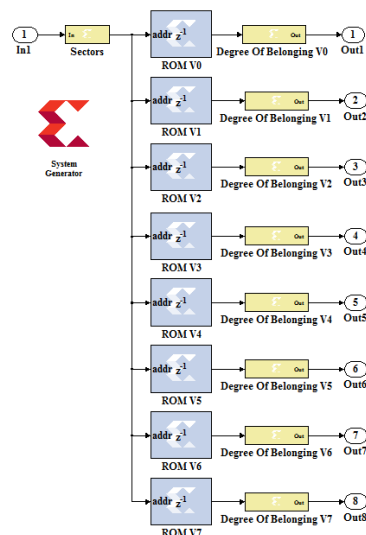 1 In Out 1
addr z-1
In1 Sectors ROM V0 Degree Of Belonging V0 Out1
addr z-1 Out 2
ROM V1 Degree Of Belonging V1 Out2
System
Generator
addr z-1 Out 3
ROM V2 Degree Of Belonging V2 Out3
addr z-1 Out 4
ROM V3 Degree Of Belonging V3 Out4
addr z-1 Out 5
ROM V4 Degree Of Belonging V4 Out5
addr z-1 Out 6
ROM V5 Degree Of Belonging V5 Out6
addr z-1 Out 7
ROM V6 Degree Of Belonging V6 Out7
addr z-1 Out 8
ROM V7 Degree Of Belonging V7 Out8